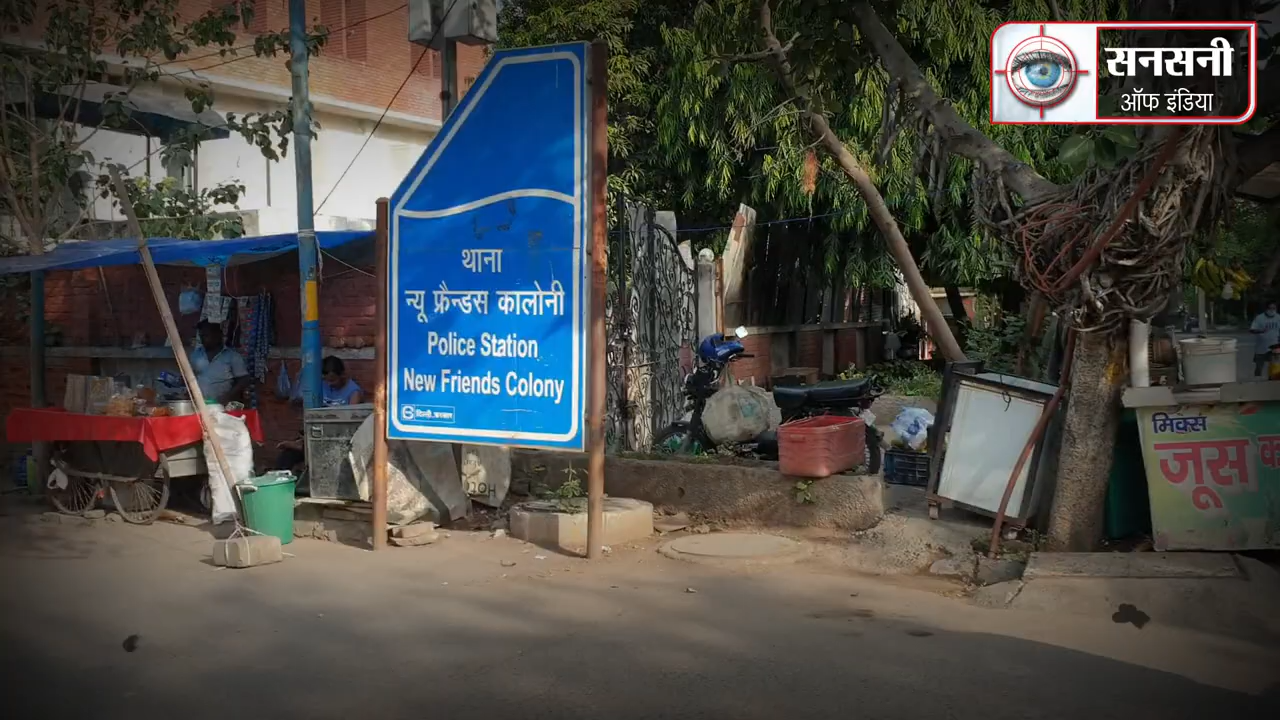 सनसनी
ऑफ इंडिया
थाना
न्यू फ्रैन्डस कालोनी
Police Station
New Friends Colony
मिक्स
जूस